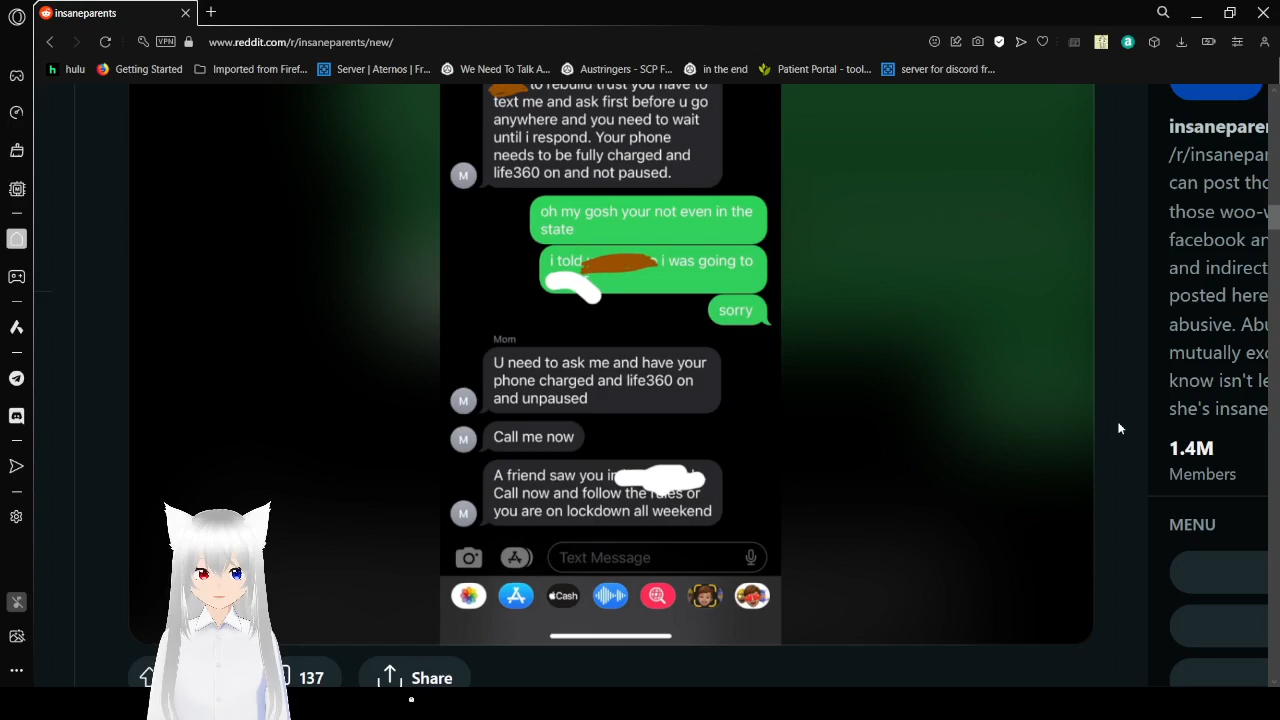 insaneparents
VPN
www.reddit.com/r/insaneparents/new/
hulu
Getting Started
Imported from Firef...
Server | Aternos | Fr...
We Need To Talk A...
Austringers - SCP F...
in the end
Patient Portal - tool...
server for discord fr...
to rebuild trust you have to
text me and ask first before u go
anywhere and you need to wait
until i respond. Your phone
needs to be fully charged and
life360 on and not paused.
M
oh my gosh your not even in the
state
i told i was going to
sorry
Mom
U need to ask me and have your
phone charged and life360 on
and unpaused
M
Call me now
M
A friend saw you in
Call now and follow the rules or
you are on lockdown all weekend
M
Text Message
Cash
137
Share
insaneparen
/r/insanepar
can post tho
those woo-w
facebook an
and indirect
posted here
abusive. Abu
mutually exc
know isn't le
she's insane
1.4M
Members
MENU